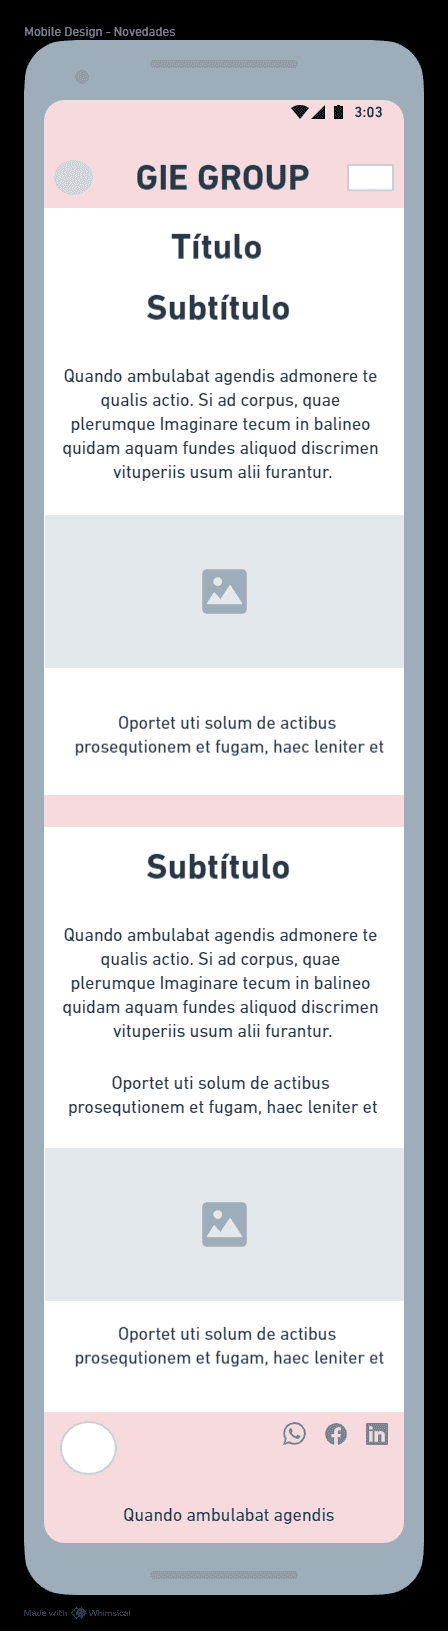 Mobile Design - Novedades
3:03
GIE GROUP
Título
Subtítulo
Quando ambulabat agendis admonere te
qualis actio. Si ad corpus, quae
plerumque Imaginare tecum in balineo
quidam aquam fundes aliquod discrimen
vituperiis usum alii furantur.
Oportet uti solum de actibus
prosequtionem et fugam, haec leniter et
Subtítulo
Quando ambulabat agendis admonere te
qualis actio. Si ad corpus, quae
plerumque Imaginare tecum in balineo
quidam aquam fundes aliquod discrimen
vituperiis usum alii furantur.
Oportet uti solum de actibus
prosequtionem et fugam, haec leniter et
Oportet uti solum de actibus
prosequtionem et fugam, haec leniter et
in
Quando ambulabat agendis
Made with Whimsical